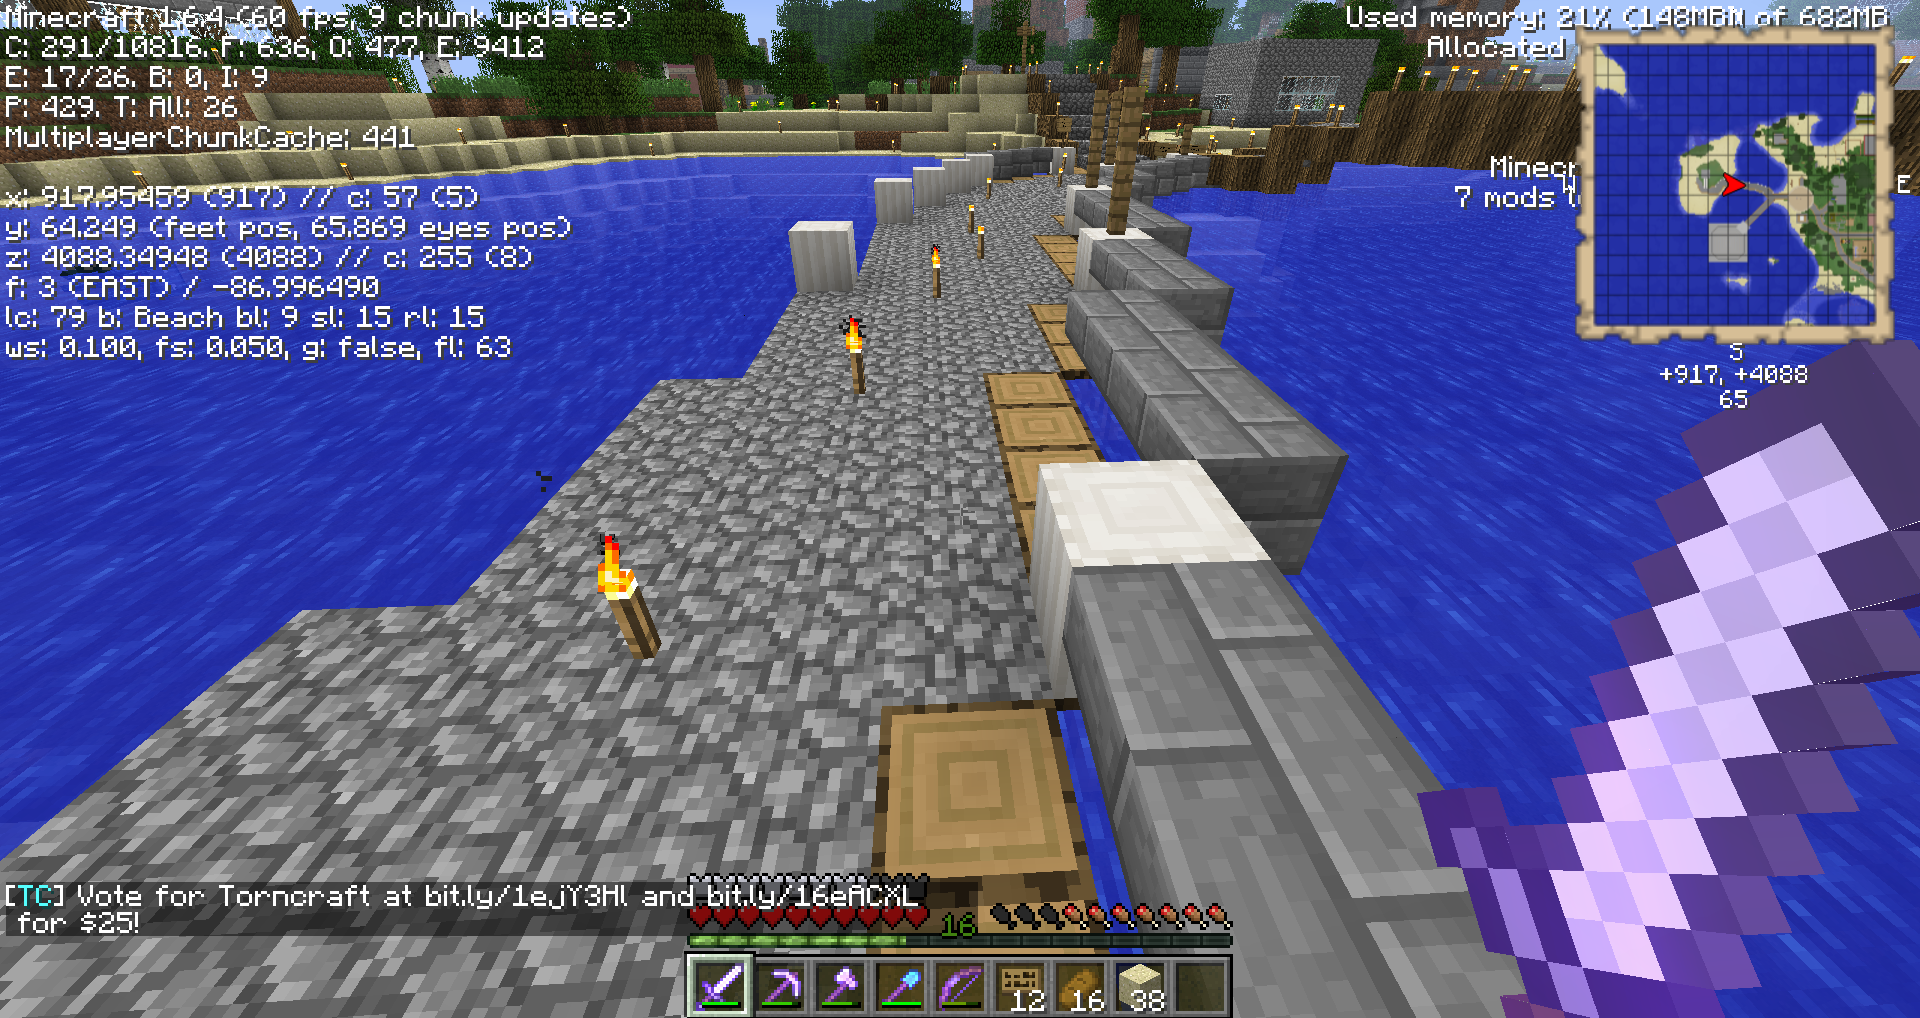 Minecraft 1.6.4 (60 fps, 9 chunk updates)
C: 291/10816. F: 636, O: 477, E: 9412
E: 17/26. B: 0, I: 9
P: 429. T: All: 26
MultiplayerChunkCache: 441
x: 917.95459 (917) // c: 57 (5)
y: 64.249 (feet pos, 65.869 eyes pos)
z: 4088.34948 (4088) // c: 255 (8)
f: 3 (EAST) / -86.996490
lc: 79 b: Beach bl: 9 sl: 15 rl: 15
ws: 0.100, fs: 0.050, g: false, fl: 63
Used memory: 21% (148MB) of 682MB
N
Allocated
Minecr
7 mods
E
S
+917, +4088
65
[TC] Vote for Torncraft at bit.ly/1ejY3Hl and bit.ly/16eACXL
for $25!
16
12
16
38